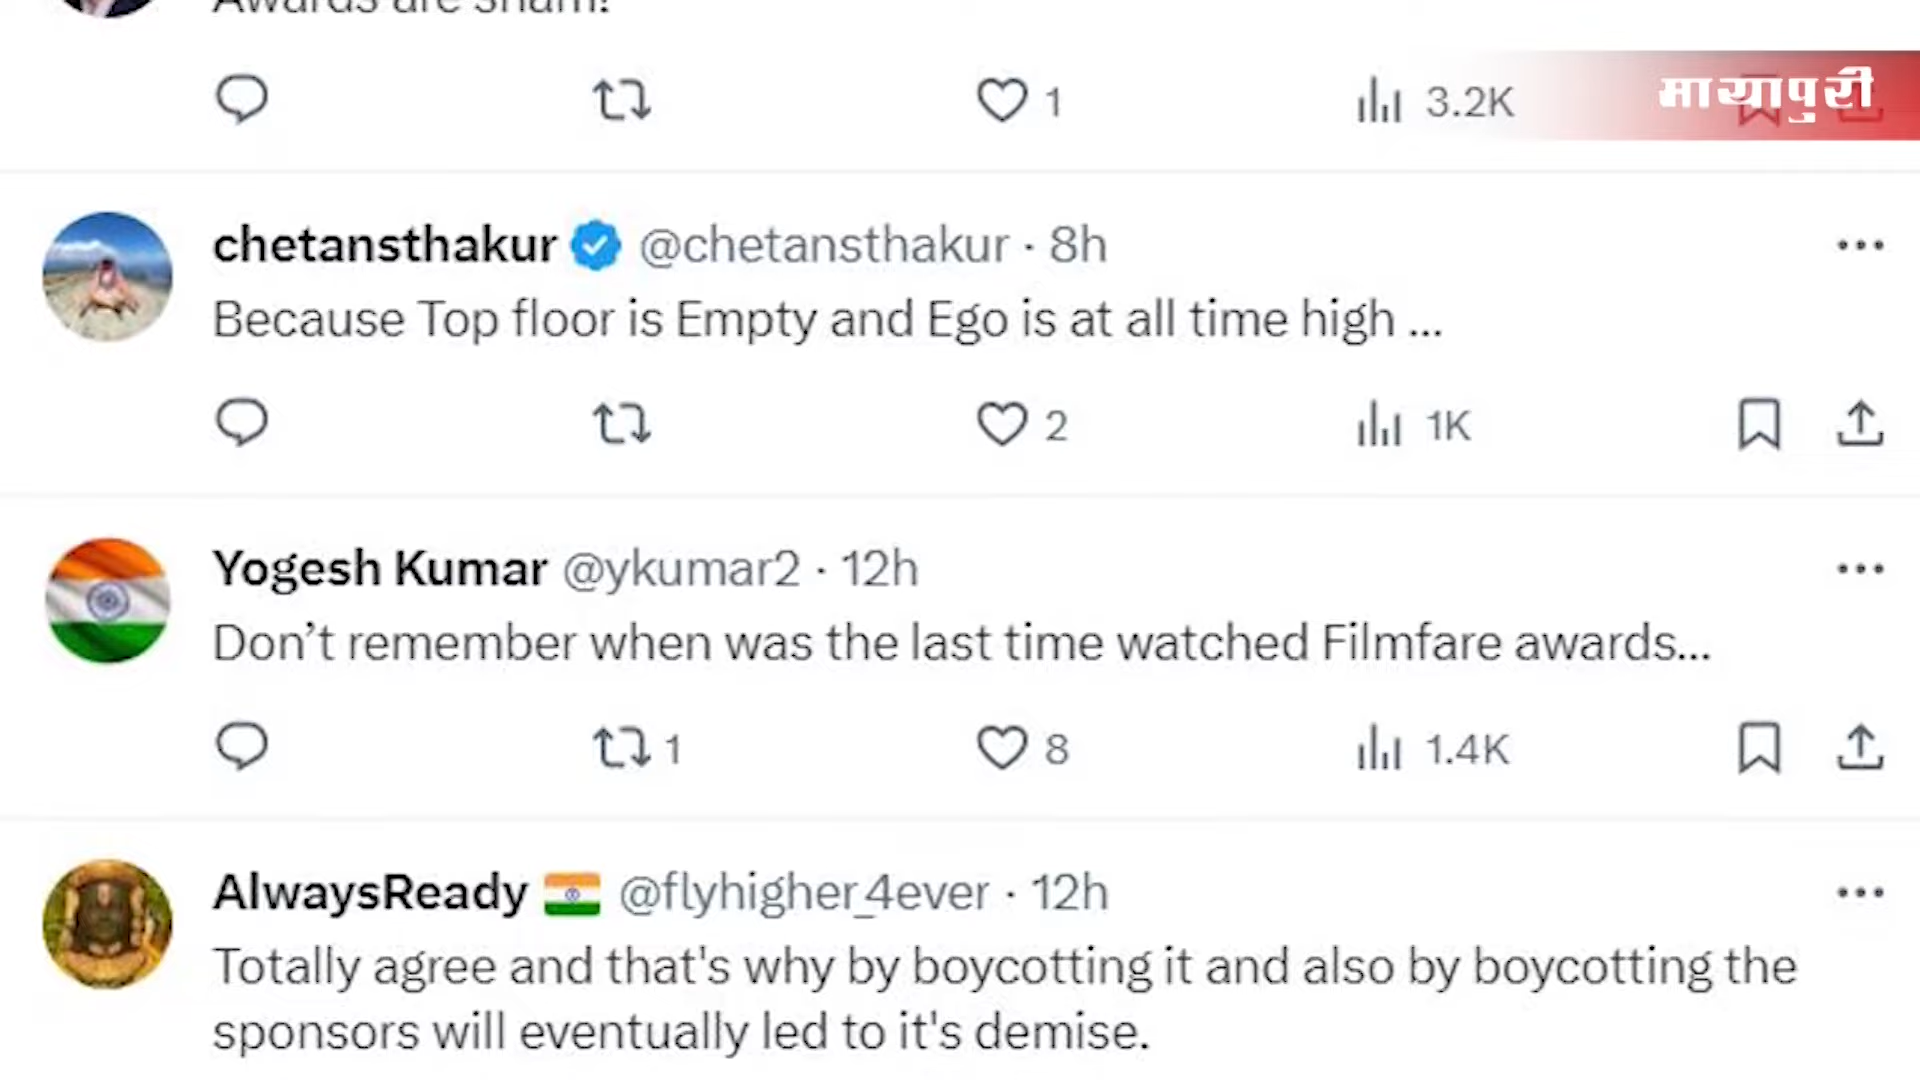 Awards are sham!
1
3.2K
मायापुरी
chetansthakur @chetansthakur · 8h
Because Top floor is Empty and Ego is at all time high ...
2
1K
Yogesh Kumar @ykumar2 · 12h
Don’t remember when was the last time watched Filmfare awards...
1
8
1.4K
AlwaysReady @flyhigher_4ever · 12h
Totally agree and that's why by boycotting it and also by boycotting the
sponsors will eventually led to it's demise.